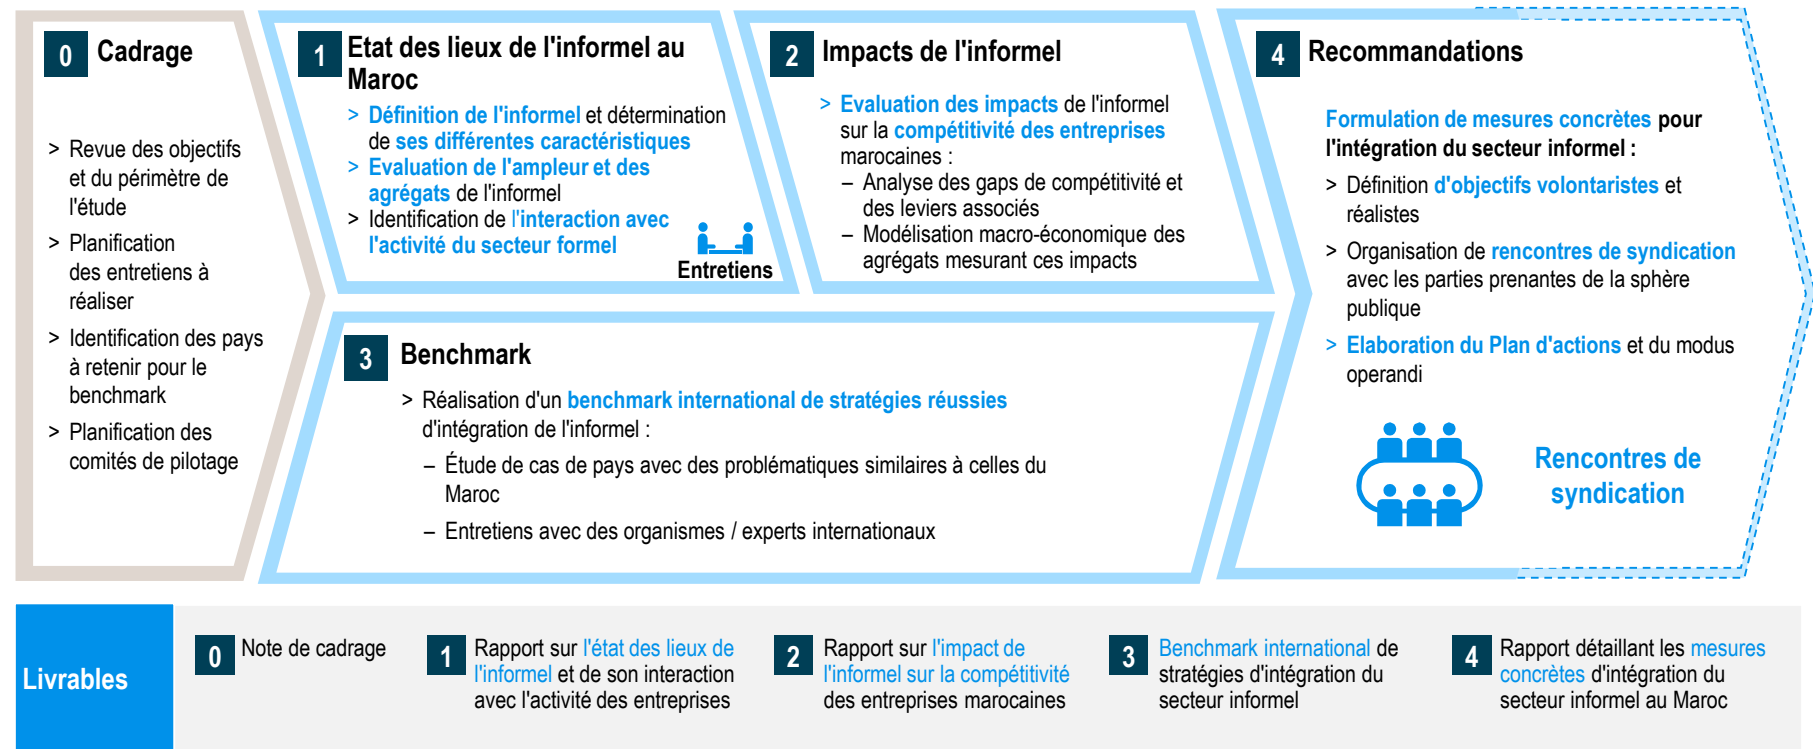 0 Cadrage
> Revue des objectifs
et du périmètre de
l'étude
> Planification
des entretiens à
réaliser
> Identification des pays
à retenir pour le
benchmark
> Planification des
comités de pilotage
1 Etat des lieux de l'informel au
Maroc
> Définition de l'informel et détermination
de ses différentes caractéristiques
> Evaluation de l'ampleur et des
agrégats de l'informel
> Identification de l'interaction avec
l'activité du secteur formel
Entretiens
2 Impacts de l'informel
> Evaluation des impacts de l'informel
sur la compétitivité des entreprises
marocaines :
– Analyse des gaps de compétitivité et
des leviers associés
– Modélisation macro-économique des
agrégats mesurant ces impacts
3 Benchmark
> Réalisation d'un benchmark international de stratégies réussies
d'intégration de l'informel :
– Étude de cas de pays avec des problématiques similaires à celles du
Maroc
– Entretiens avec des organismes / experts internationaux
4 Recommandations
Formulation de mesures concrètes pour
l'intégration du secteur informel :
> Définition d'objectifs volontaristes et
réalistes
> Organisation de rencontres de syndication
avec les parties prenantes de la sphère
publique
> Elaboration du Plan d'actions et du modus
operandi
Rencontres de
syndication
Livrables
0 Note de cadrage
1 Rapport sur l'état des lieux de
l'informel et de son interaction
avec l'activité des entreprises
2 Rapport sur l'impact de
l'informel sur la compétitivité
des entreprises marocaines
3 Benchmark international de
stratégies d'intégration du
secteur informel
4 Rapport détaillant les mesures
concrètes d'intégration du
secteur informel au Maroc